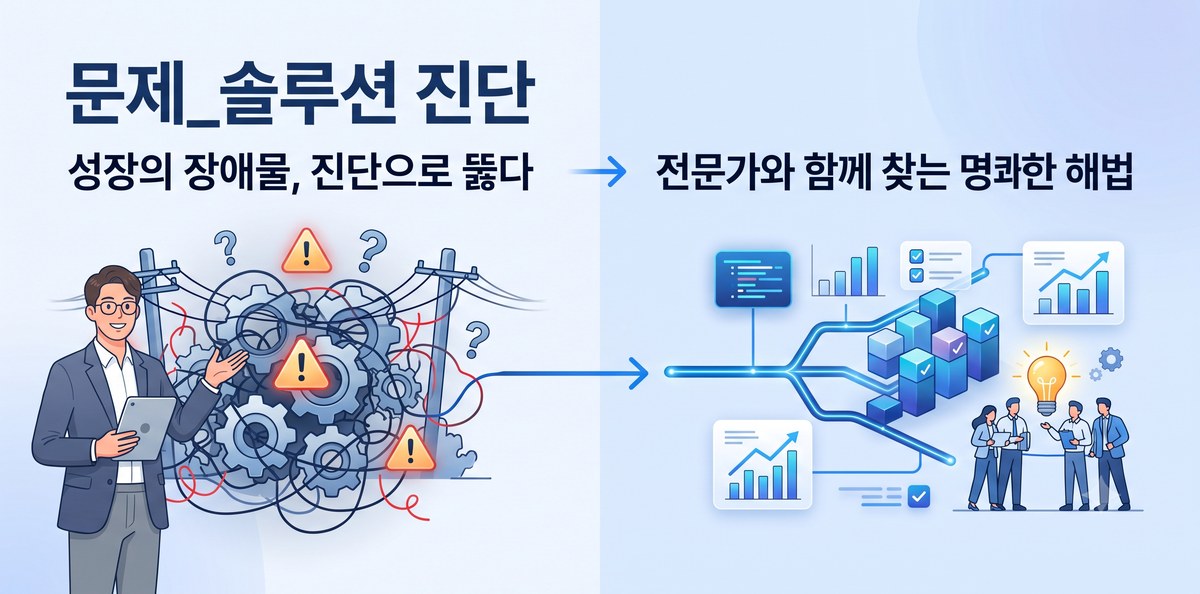 문제_솔루션 진단
성장의 장애물, 진단으로 뚫다
전문가와 함께 찾는 명콰한 해법